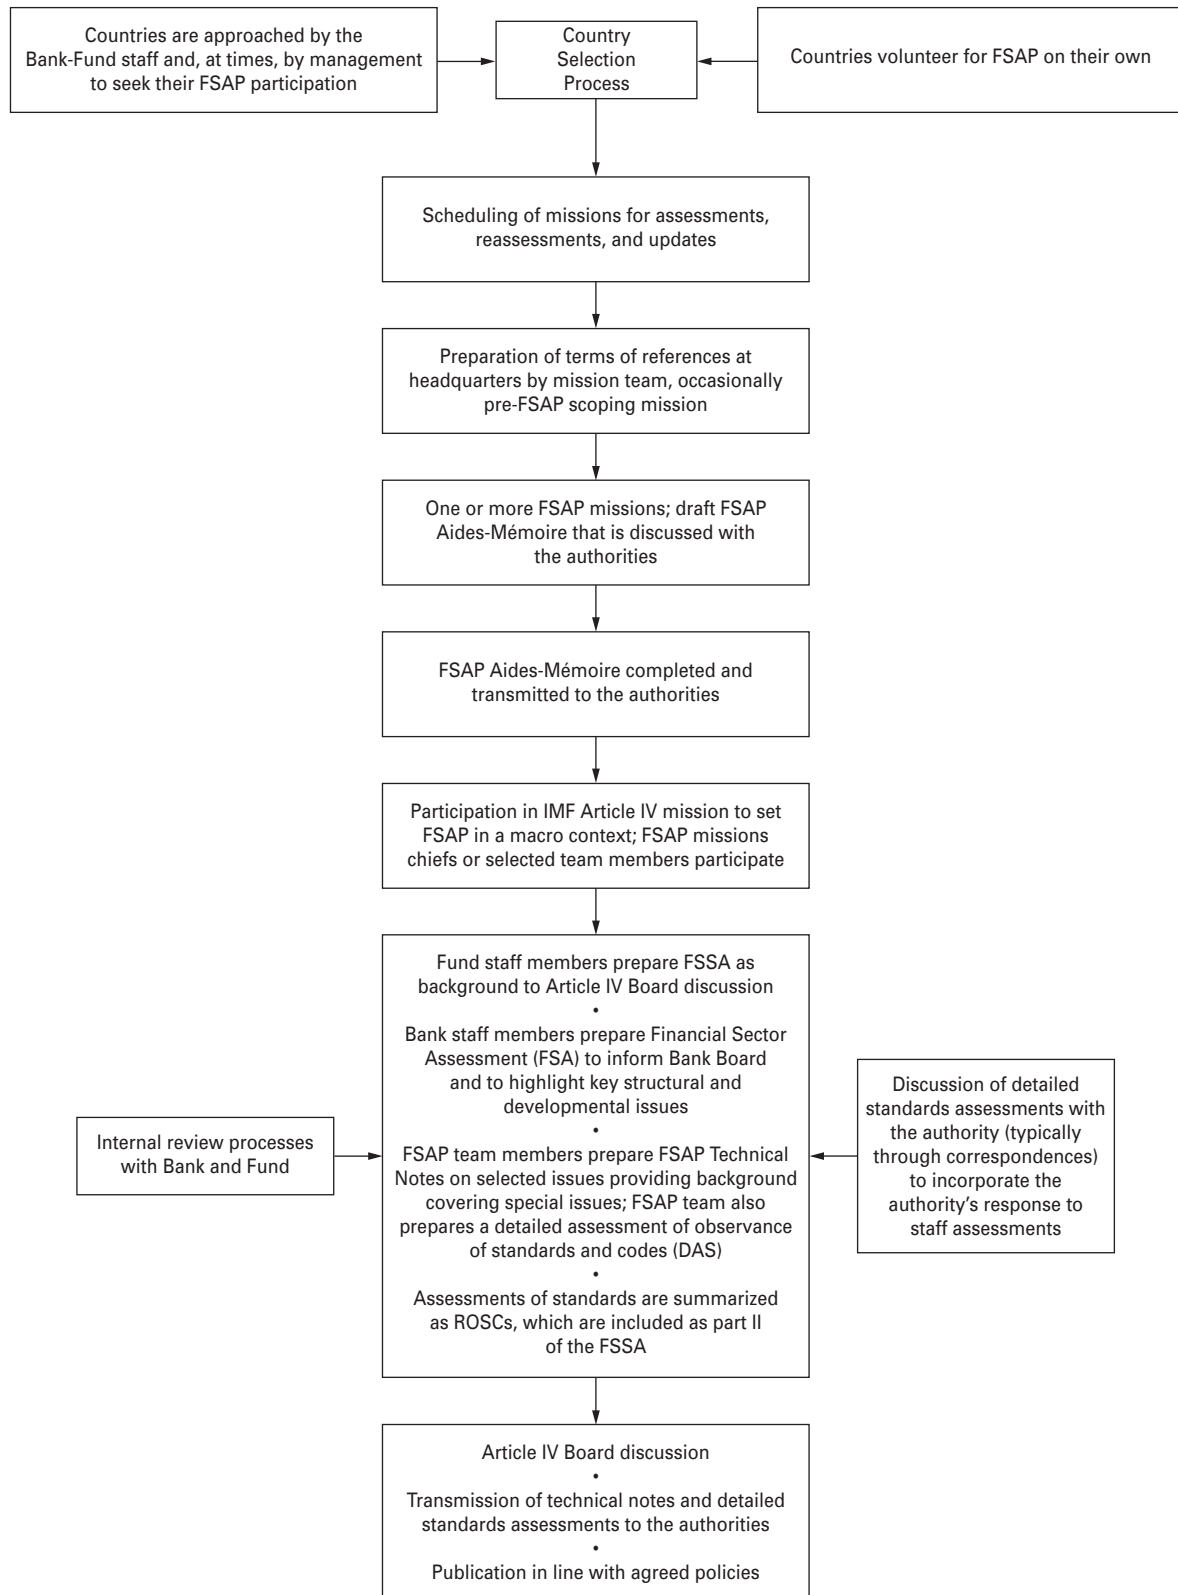 Countries are approached by the
Bank-Fund staff and, at times, by management
to seek their FSAP participation
Country
Selection
Process
Countries volunteer for FSAP on their own
Scheduling of missions for assessments,
reassessments, and updates
Preparation of terms of references at
headquarters by mission team, occasionally
pre-FSAP scoping mission
One or more FSAP missions; draft FSAP
Aides-Mémoire that is discussed with
the authorities
FSAP Aides-Mémoire completed and
transmitted to the authorities
Participation in IMF Article IV mission to set
FSAP in a macro context; FSAP missions
chiefs or selected team members participate
Fund staff members prepare FSSA as
background to Article IV Board discussion
•
Bank staff members prepare Financial Sector
Assessment (FSA) to inform Bank Board
and to highlight key structural and
developmental issues
•
FSAP team members prepare FSAP Technical
Notes on selected issues providing background
covering special issues; FSAP team also
prepares a detailed assessment of observance
of standards and codes (DAS)
•
Assessments of standards are summarized
as ROSCs, which are included as part II
of the FSSA
Internal review processes
with Bank and Fund
Discussion of detailed
standards assessments with
the authority (typically
through correspondences)
to incorporate the
authority's response to
staff assessments
Article IV Board discussion
•
Transmission of technical notes and detailed
standards assessments to the authorities
•
Publication in line with agreed policies